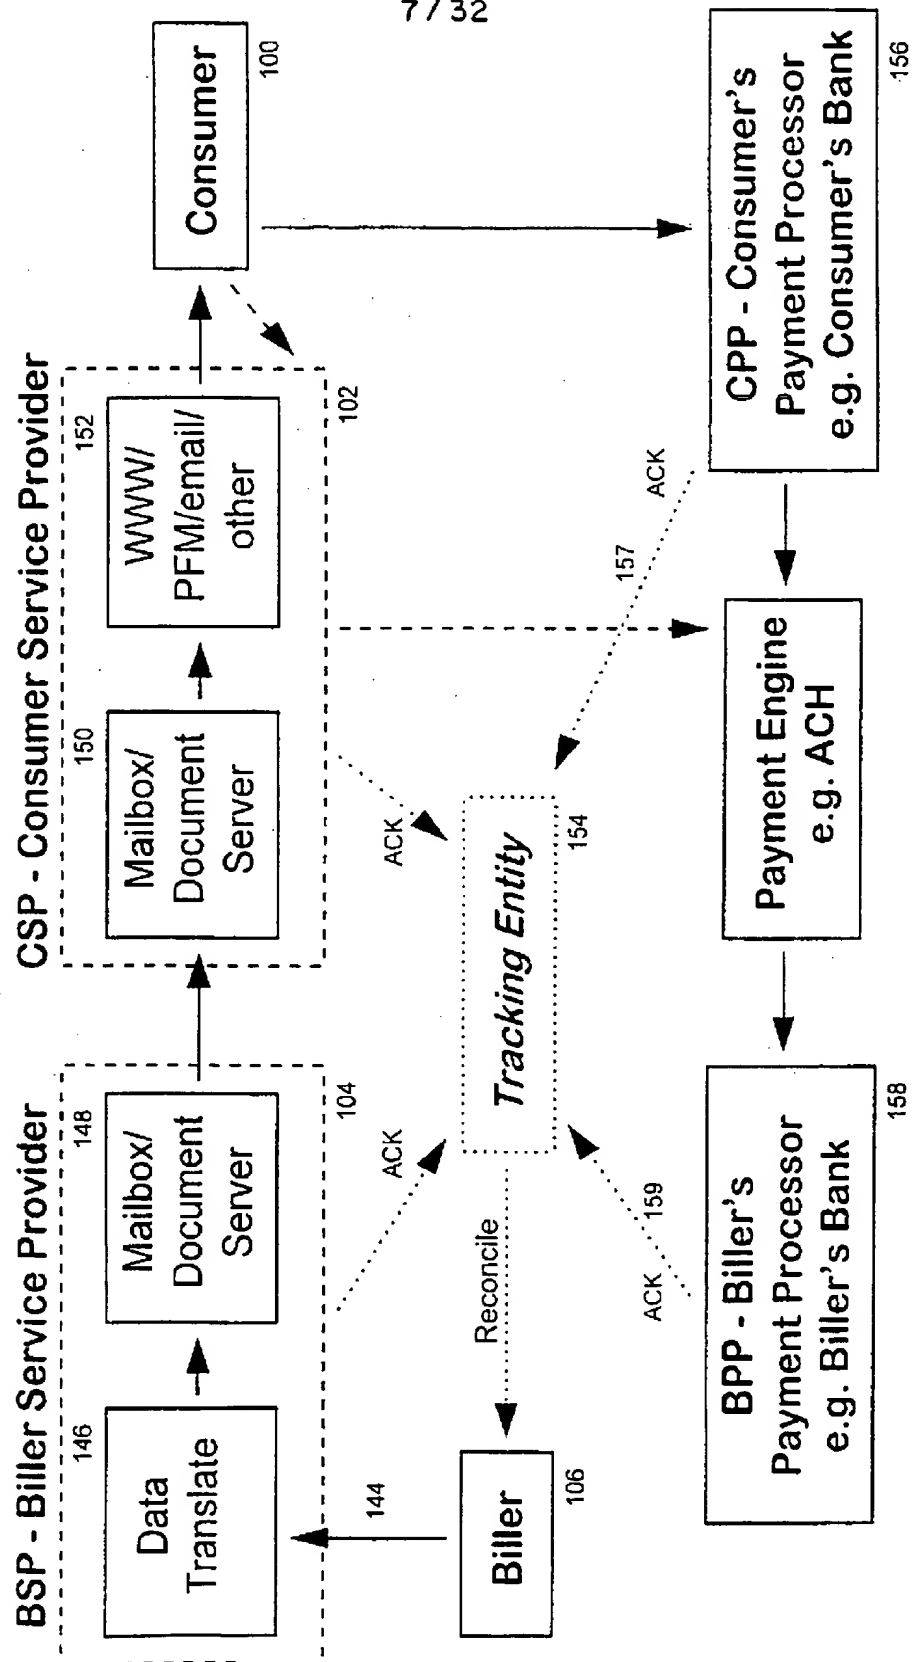 7/32
BSP - Biller Service Provider
146
Data
Translate
148
Mailbox/
Document
Server
104
CSP - Consumer Service Provider
150
Mailbox/
Document
Server
152
WWW/
PFM/email/
other
102
Consumer
100
144
Biller
106
Reconcile
ACK
ACK
Tracking Entity
154
ACK
159
157
ACK
BPP - Biller's
Payment Processor
e.g. Biller's Bank
158
Payment Engine
e.g. ACH
CPP - Consumer's
Payment Processor
e.g. Consumer's Bank
156